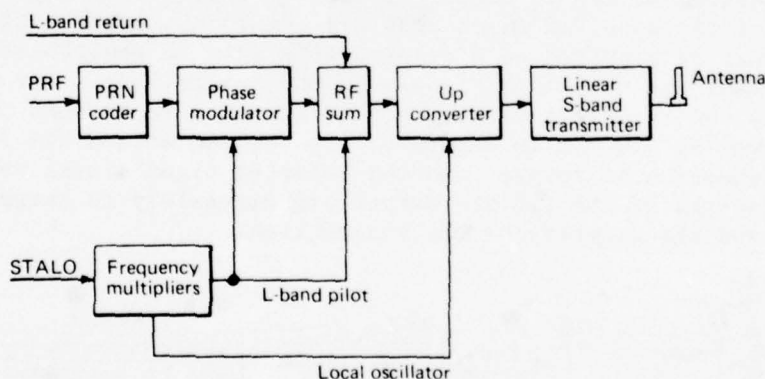 L-band return
PRF
PRN
coder
Phase
modulator
RF
sum
Up
converter
Linear
S-band
transmitter
Antenna
STALO
Frequency
multipliers
L-band pilot
Local oscillator